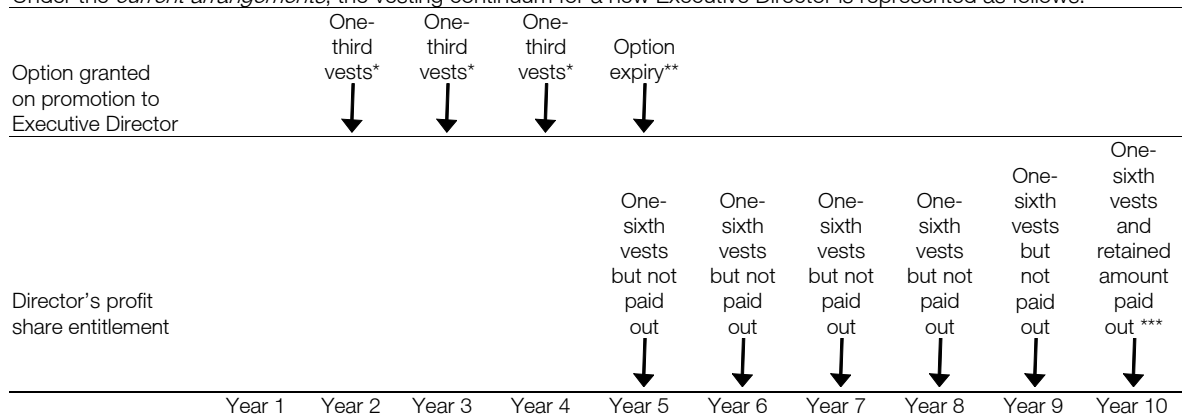 Under the current arrangements, the vesting continuum for a new Executive Director is represented as follows:
Option granted
on promotion to
Executive Director
One-
third
vests*
One-
third
vests*
One-
third
vests*
Option
expiry**
Director's profit
share entitlement
One-
sixth
vests
but not
paid
out
One-
sixth
vests
but not
paid
out
One-
sixth
vests
but not
paid
out
One-
sixth
vests
but not
paid
out
One-
sixth
vests
but
not
paid
out
One-
sixth
vests
and
retained
amount
paid
out ***
Year 1 Year 2 Year 3 Year 4 Year 5 Year 6 Year 7 Year 8 Year 9 Year 10